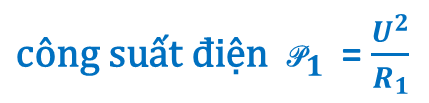 công suất điện 𝒫₁ = U²/R₁